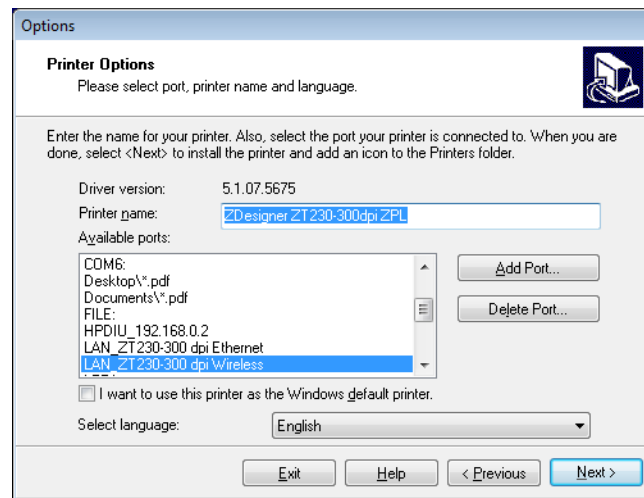 Options
Printer Options
Please select port, printer name and language.
Enter the name for your printer. Also, select the port your printer is connected to. When you are
done, select <Next> to install the printer and add an icon to the Printers folder.
Driver version: 5.1.07.5675
Printer name: ZDesigner ZT230-300dpi ZPL
Available ports:
COM6:
Desktop\*.pdf
Documents\*.pdf
FILE:
HPDIU_192.168.0.2
LAN_ZT230-300 dpi Ethernet
LAN_ZT230-300 dpi Wireless
Add Port...
Delete Port...
I want to use this printer as the Windows default printer.
Select language: English
Exit Help < Previous Next >